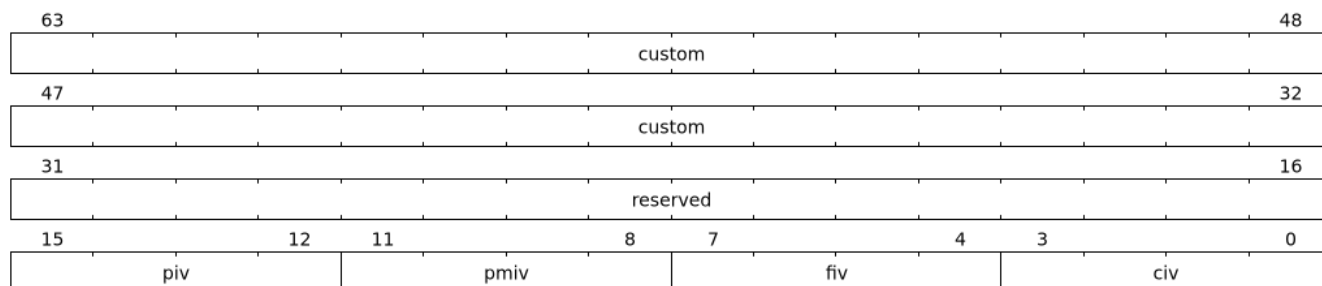 63 48
custom
47 32
custom
31 16
reserved
15 12 11 8 7 4 3 0
piv pmiv fiv civ